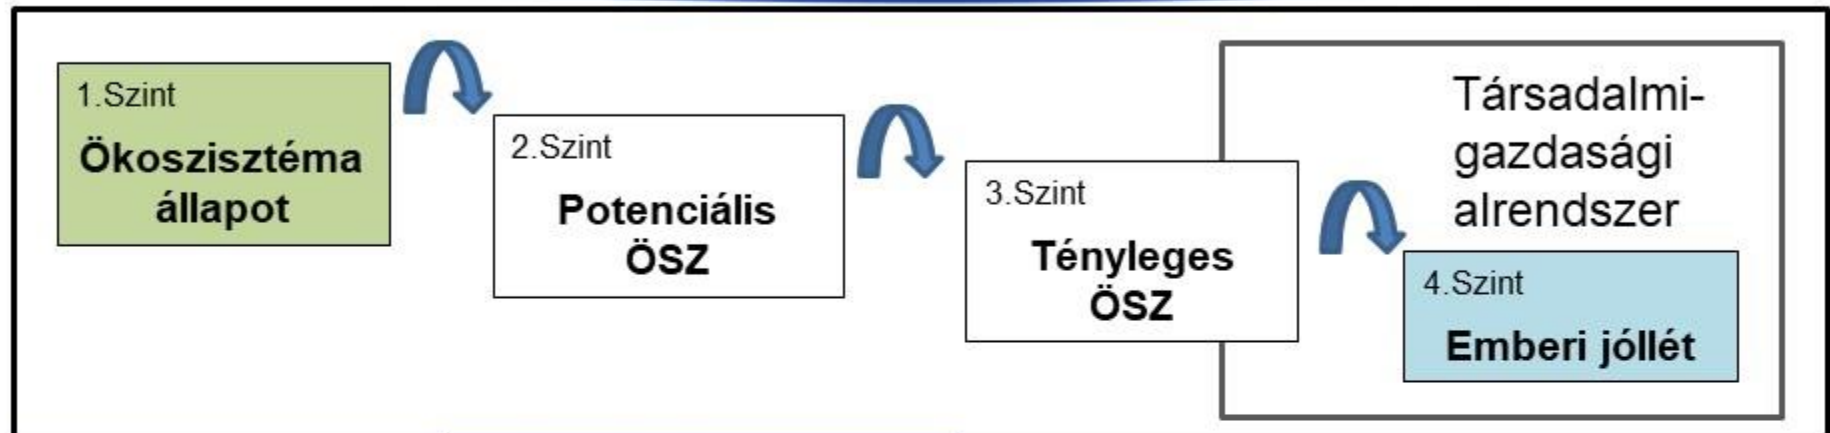 1.Szint
Ökoszisztéma
állapot
2.Szint
Potenciális
ÖSZ
3.Szint
Tényleges
ÖSZ
Társadalmi-
gazdasági
alrendszer
4.Szint
Emberi jóllét